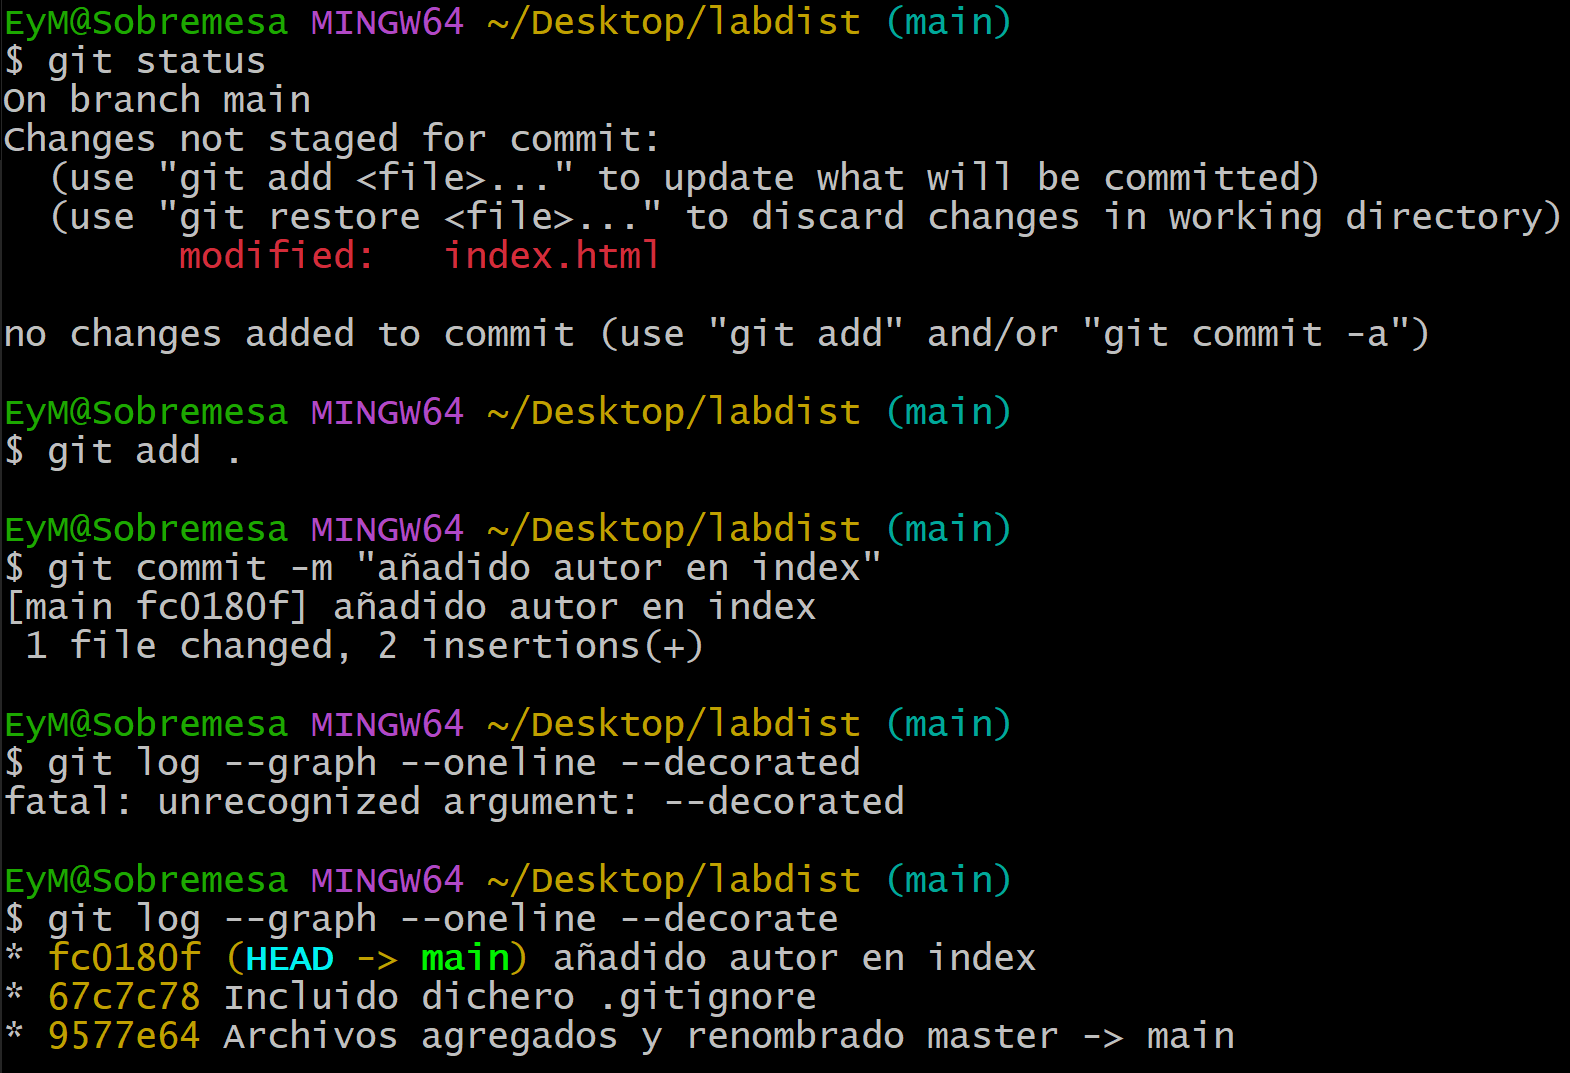 EyM@Sobremesa MINGW64 ~/Desktop/labdist (main)
$ git status
On branch main
Changes not staged for commit:
  (use "git add <file>..." to update what will be committed)
  (use "git restore <file>..." to discard changes in working directory)
        modified:   index.html

no changes added to commit (use "git add" and/or "git commit -a")

EyM@Sobremesa MINGW64 ~/Desktop/labdist (main)
$ git add .

EyM@Sobremesa MINGW64 ~/Desktop/labdist (main)
$ git commit -m "añadido autor en index"
[main fc0180f] añadido autor en index
 1 file changed, 2 insertions(+)

EyM@Sobremesa MINGW64 ~/Desktop/labdist (main)
$ git log --graph --oneline --decorated
fatal: unrecognized argument: --decorated

EyM@Sobremesa MINGW64 ~/Desktop/labdist (main)
$ git log --graph --oneline --decorate
* fc0180f (HEAD -> main) añadido autor en index
* 67c7c78 Incluido dichero .gitignore
* 9577e64 Archivos agregados y renombrado master -> main